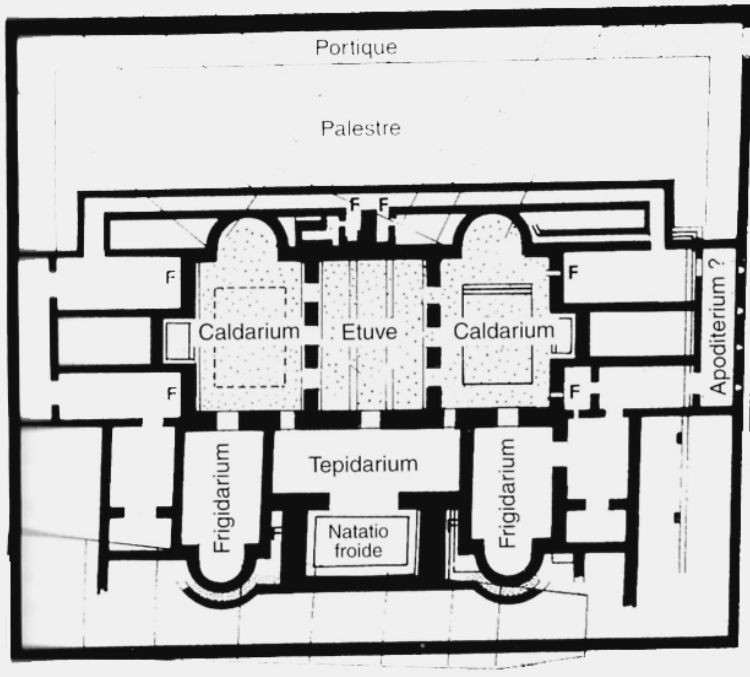 Portique
Palestre
F F
F
F
Caldarium
Etuve
Caldarium
Apoditerium ?
F
F
Frigidarium
Tepidarium
Frigidarium
F
F
Natatio
froide